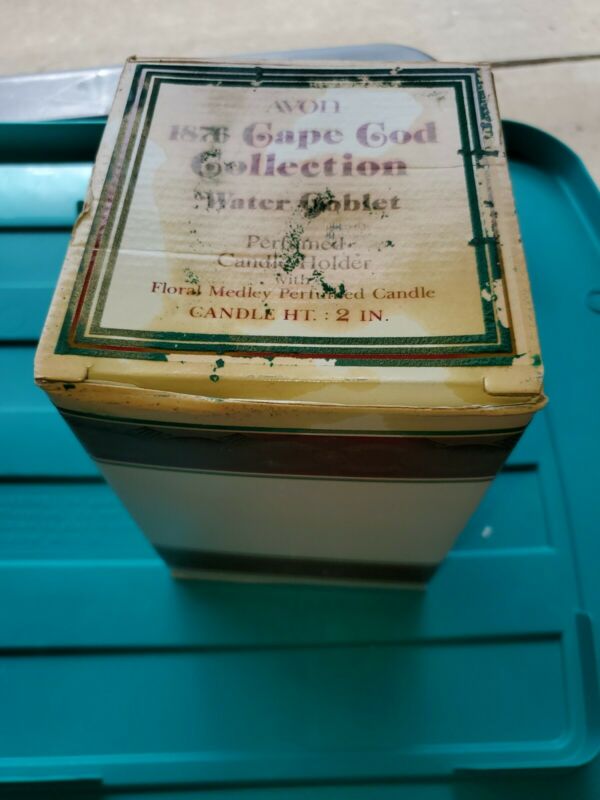 AVON
1876 Cape Cod
Collection
Water Goblet
Perfumed
Candle Holder
with
Floral Medley Perfumed Candle
CANDLE HT. : 2 IN.